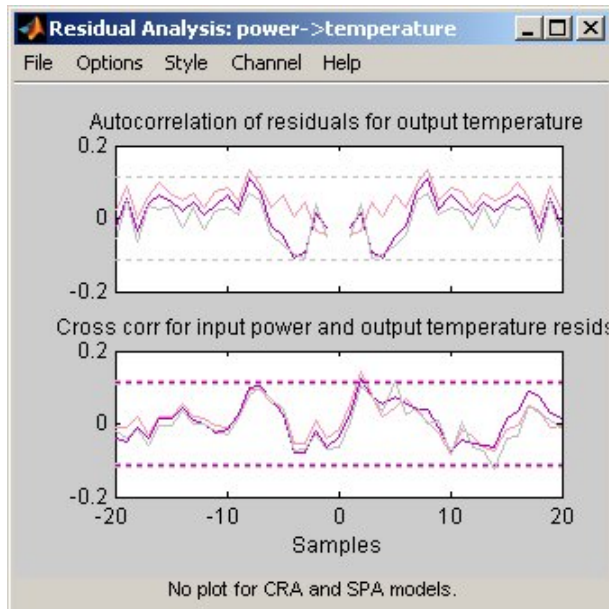 Residual Analysis: power->temperature
File Options Style Channel Help
Autocorrelation of residuals for output temperature
0.2
0
-0.2
Cross corr for input power and output temperature resids
0.2
0
-0.2
-20 -10 0 10 20
Samples
No plot for CRA and SPA models.